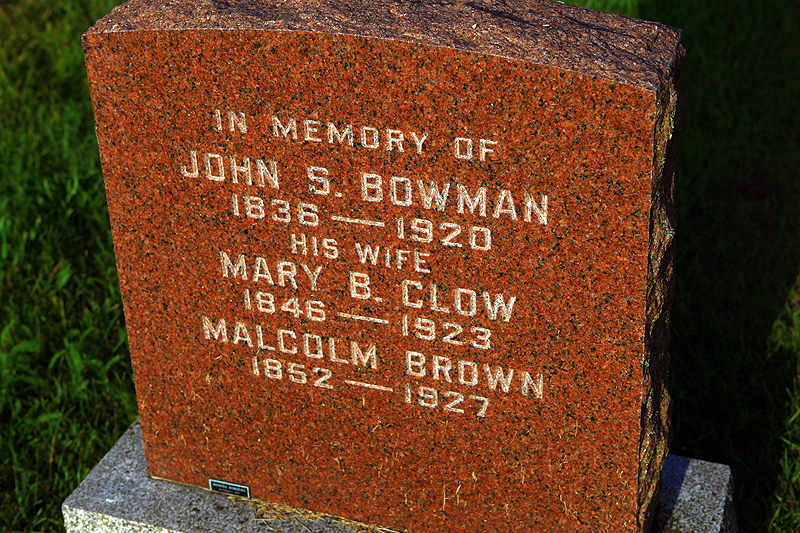 IN MEMORY OF
JOHN S. BOWMAN
1836 — 1920
HIS WIFE
MARY B. CLOW
1846 — 1923
MALCOLM BROWN
1852 — 1927